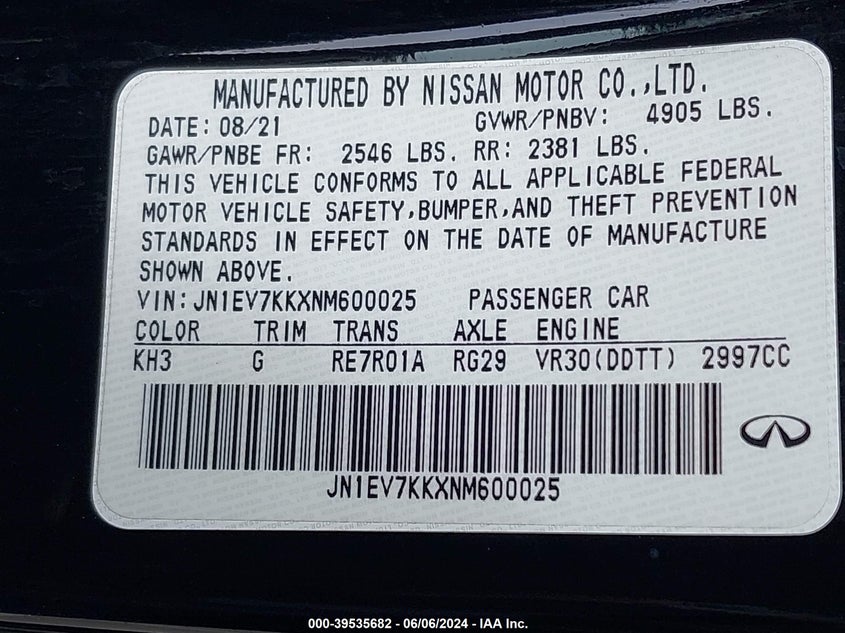 MANUFACTURED BY NISSAN MOTOR CO.,LTD.
DATE: 08/21 GVWR/PNBV: 4905 LBS.
GAWR/PNBE FR: 2546 LBS. RR: 2381 LBS.
THIS VEHICLE CONFORMS TO ALL APPLICABLE FEDERAL
MOTOR VEHICLE SAFETY,BUMPER,AND THEFT PREVENTION
STANDARDS IN EFFECT ON THE DATE OF MANUFACTURE
SHOWN ABOVE.
VIN: JN1EV7KKXNM600025 PASSENGER CAR
COLOR TRIM TRANS AXLE ENGINE
KH3 G RE7R01A RG29 VR30(DDTT) 2997CC
JN1EV7KKXNM600025
000-39535682 - 06/06/2024 - IAA Inc.